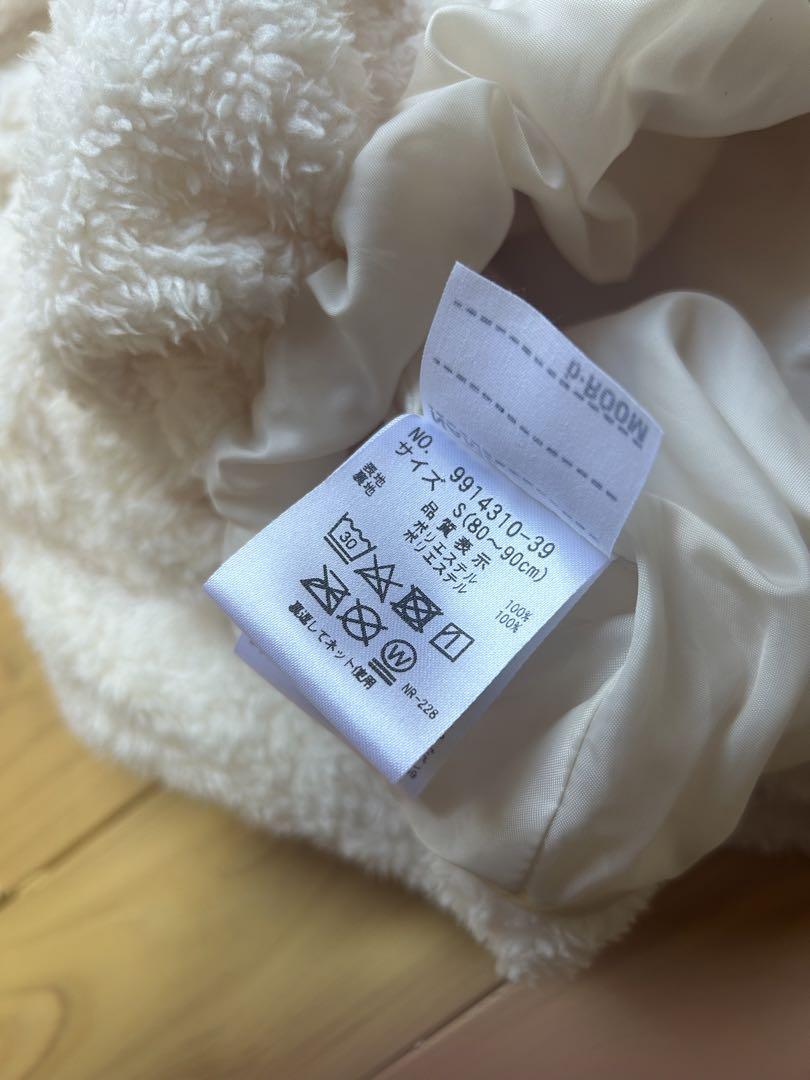 p·ROOM
NO. 9914310-39
サイズ S(80~90cm)
品質表示
表地 ポリエステル 100%
裏地 ポリエステル 100%
30
W
裏返してネット使用
NR-228